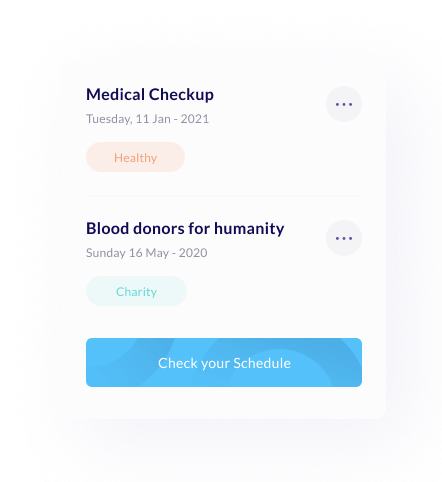 Medical Checkup
Tuesday, 11 Jan - 2021
Healthy
Blood donors for humanity
Sunday 16 May - 2020
Charity
Check your Schedule